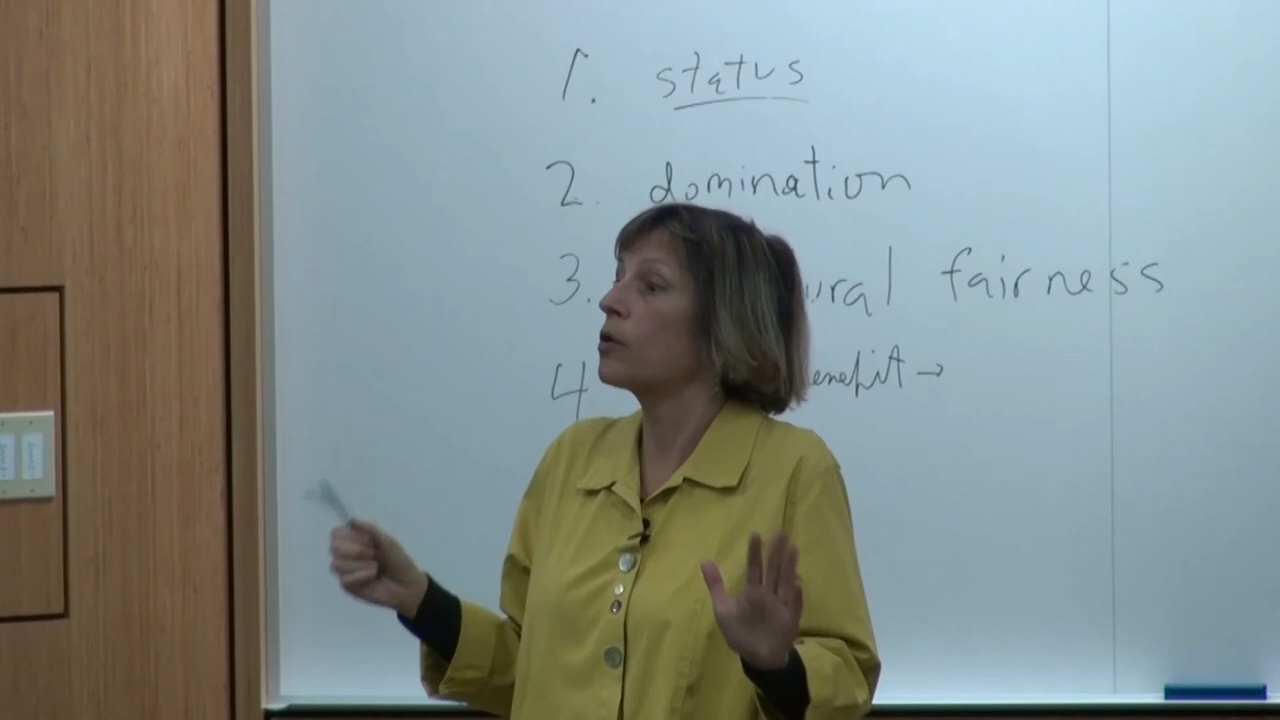 1. status
2. domination
3. fairness
4